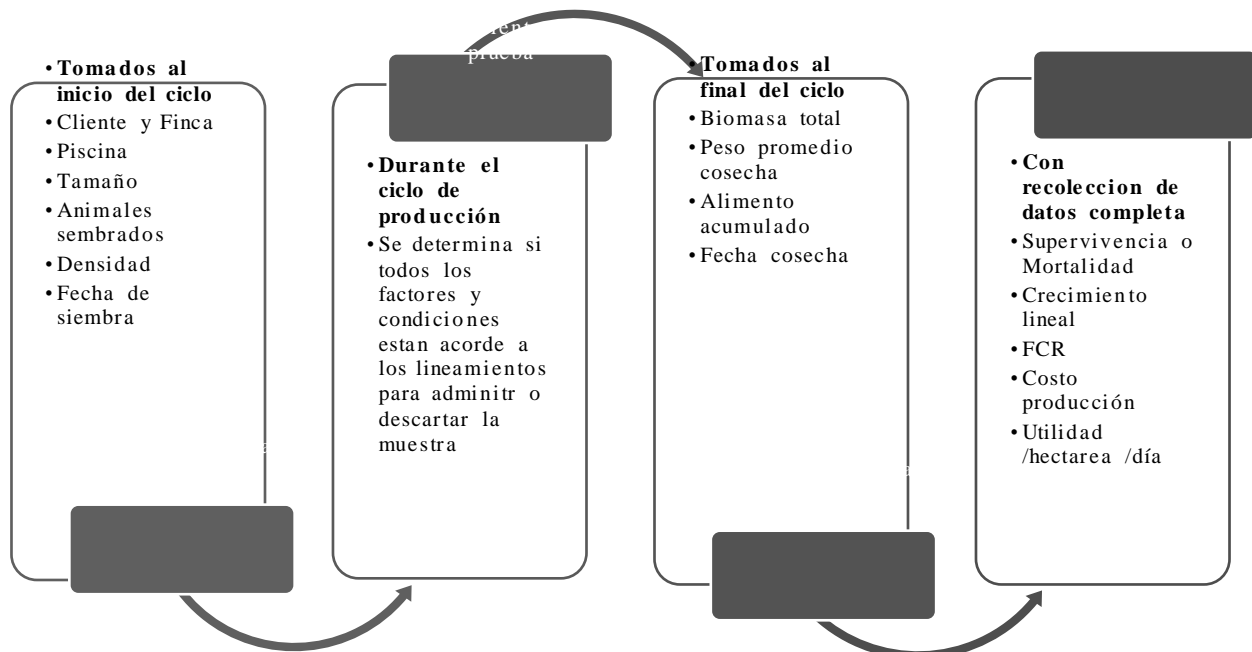 • Tomados al
inicio del ciclo
• Cliente y Finca
• Piscina
• Tamaño
• Animales
sembrados
• Densidad
• Fecha de
siembra
prueba
• Durante el
ciclo de
producción
• Se determina si
todos los
factores y
condiciones
estan acorde a
los lineamientos
para adminitr o
descartar la
muestra
• Tomados al
final del ciclo
• Biomasa total
• Peso promedio
cosecha
• Alimento
acumulado
• Fecha cosecha
• Con
recoleccion de
datos completa
• Supervivencia o
Mortalidad
• Crecimiento
lineal
• FCR
• Costo
producción
• Utilidad
/hectarea /día